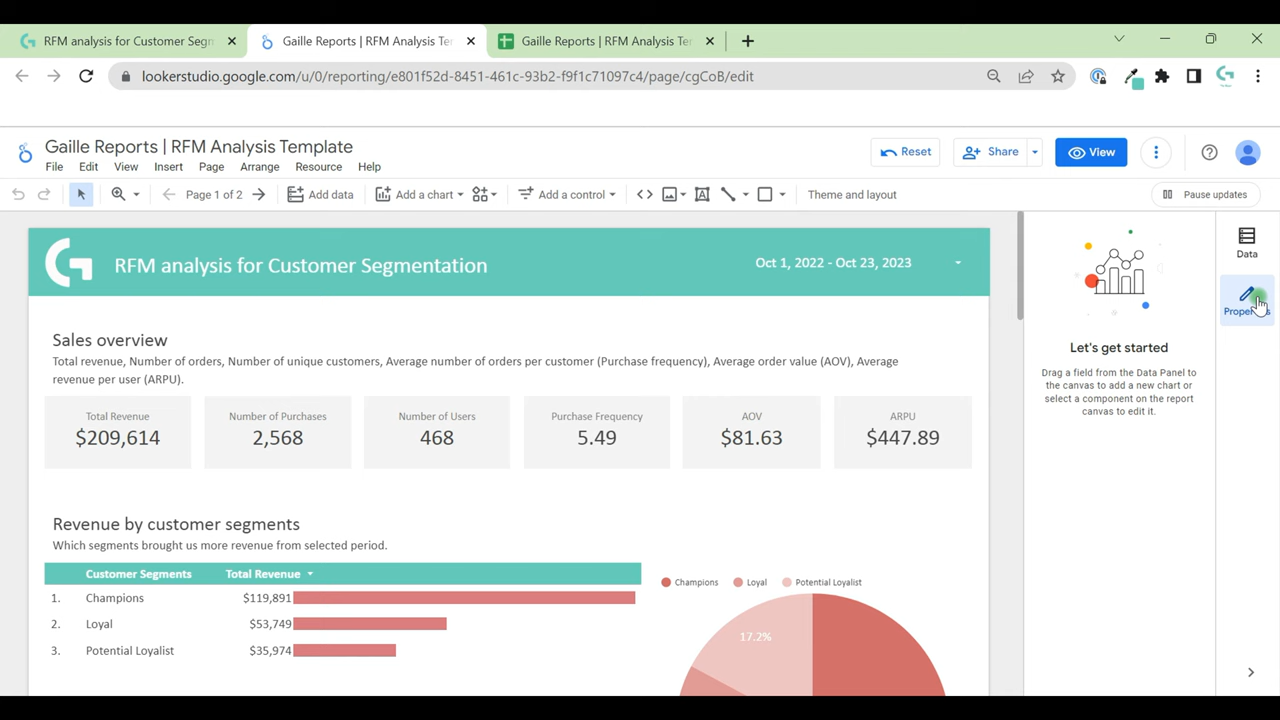 RFM analysis for Customer Segn
Gaille Reports | RFM Analysis Ter
Gaille Reports | RFM Analysis Ter
lookerstudio.google.com/u/0/reporting/e801f52d-8451-461c-93b2-f9f1c71097c4/page/cgCoB/edit
Gaille Reports | RFM Analysis Template
File Edit View Insert Page Arrange Resource Help
Reset
Share
View
Page 1 of 2
Add data
Add a chart
Add a control
Theme and layout
Pause updates
RFM analysis for Customer Segmentation
Oct 1, 2022 - Oct 23, 2023
Sales overview
Total revenue, Number of orders, Number of unique customers, Average number of orders per customer (Purchase frequency), Average order value (AOV), Average
revenue per user (ARPU).
Total Revenue
$209,614
Number of Purchases
2,568
Number of Users
468
Purchase Frequency
5.49
AOV
$81.63
ARPU
$447.89
Revenue by customer segments
Which segments brought us more revenue from selected period.
Customer Segments Total Revenue
1. Champions $119,891
2. Loyal $53,749
3. Potential Loyalist $35,974
Champions Loyal Potential Loyalist
17.2%
Let's get started
Drag a field from the Data Panel to
the canvas to add a new chart or
select a component on the report
canvas to edit it.
Data